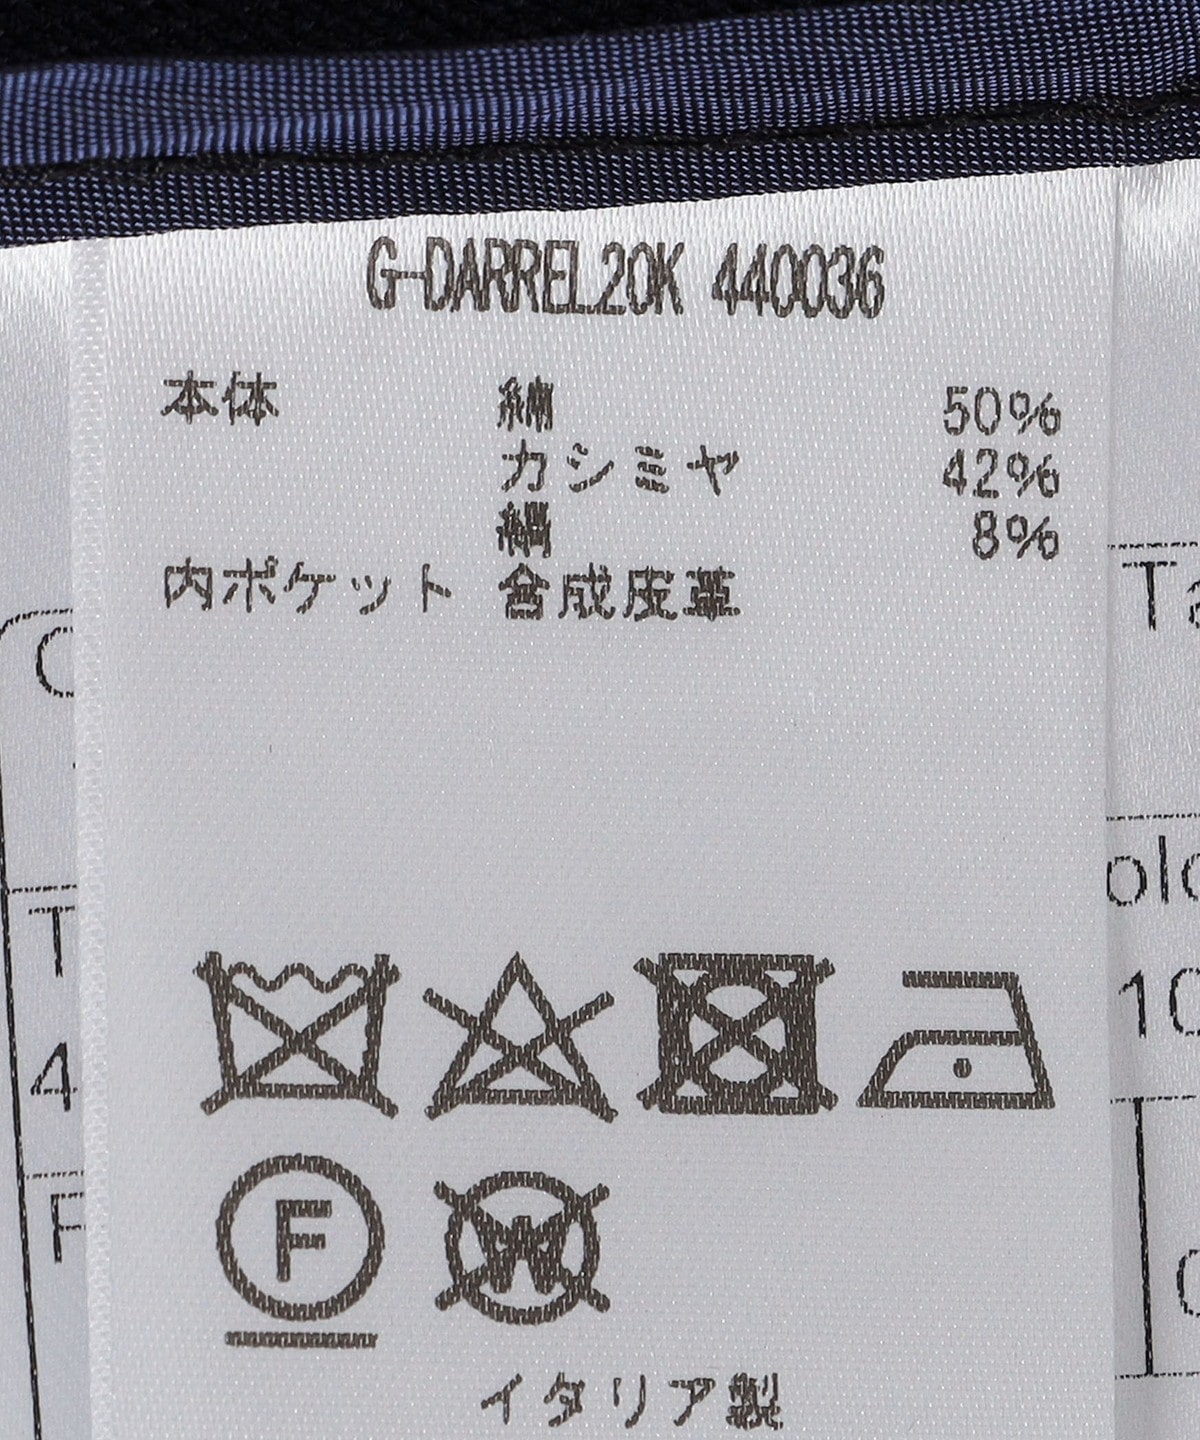 G-DARREL20K 440036
本体 綿 50%
カシミヤ 42%
絹 8%
内ポケット 合成皮革
F
W
イタリア製